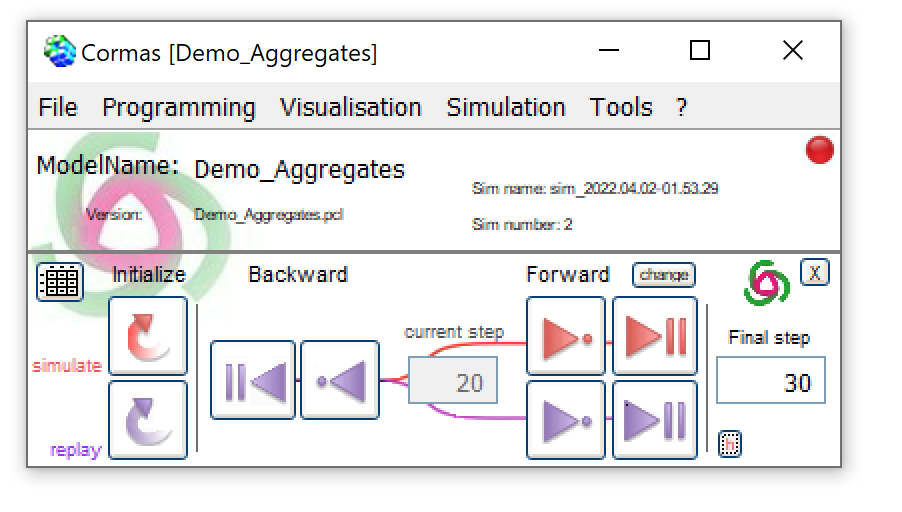 Cormas [Demo_Aggregates]
File Programming Visualisation Simulation Tools ?
ModelName: Demo_Aggregates
Sim name: sim_2022.04.02-01.53.29
Version: Demo_Aggregates.pcl
Sim number: 2
Initialize Backward Forward change X
current step
Final step
simulate
20
30
replay
h